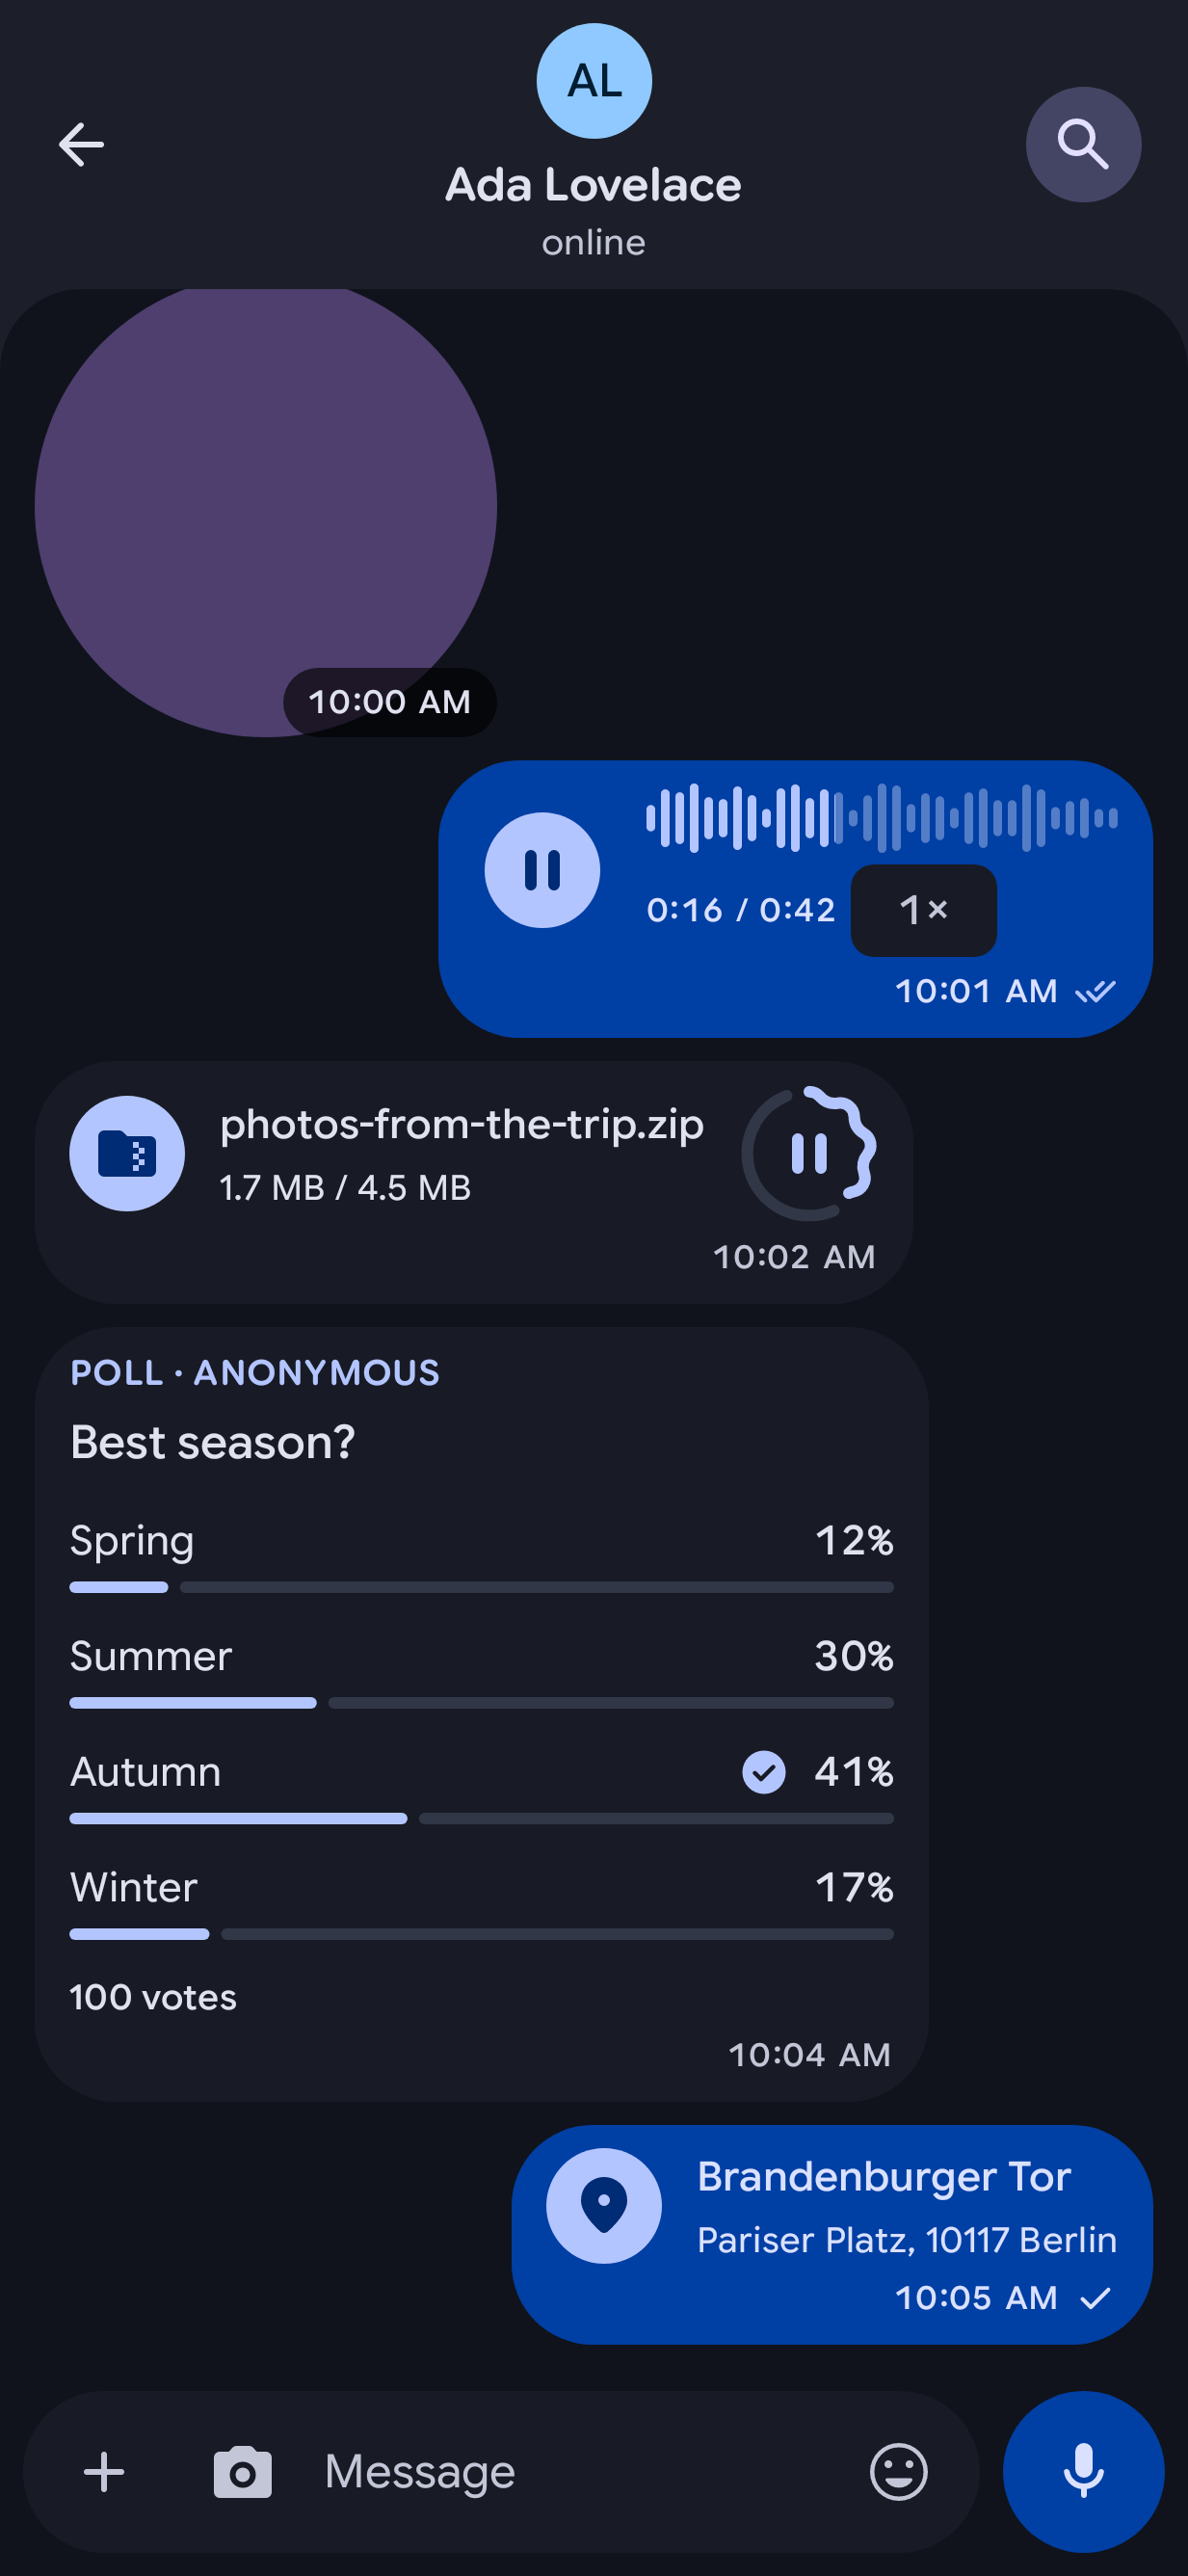 AL
Ada Lovelace
online
10:00 AM
0:16 / 0:42
1×
10:01 AM
photos-from-the-trip.zip
1.7 MB / 4.5 MB
10:02 AM
POLL · ANONYMOUS
Best season?
Spring 12%
Summer 30%
Autumn 41%
Winter 17%
100 votes
10:04 AM
Brandenburger Tor
Pariser Platz, 10117 Berlin
10:05 AM
Message